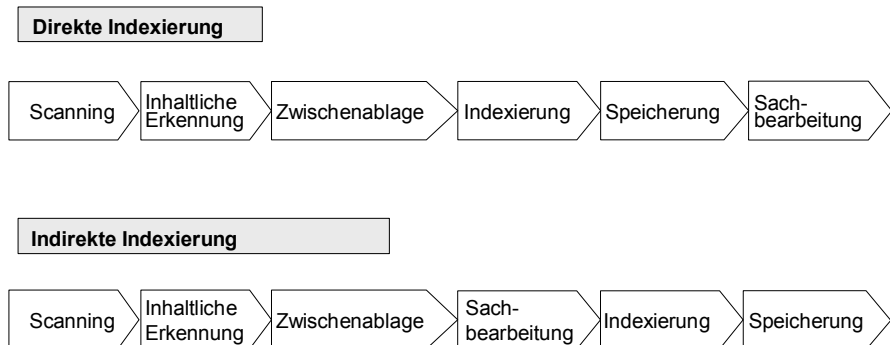 Direkte Indexierung
Scanning
Inhaltliche
Erkennung
Zwischenablage
Indexierung
Speicherung
Sach-
bearbeitung
Indirekte Indexierung
Scanning
Inhaltliche
Erkennung
Zwischenablage
Sach-
bearbeitung
Indexierung
Speicherung